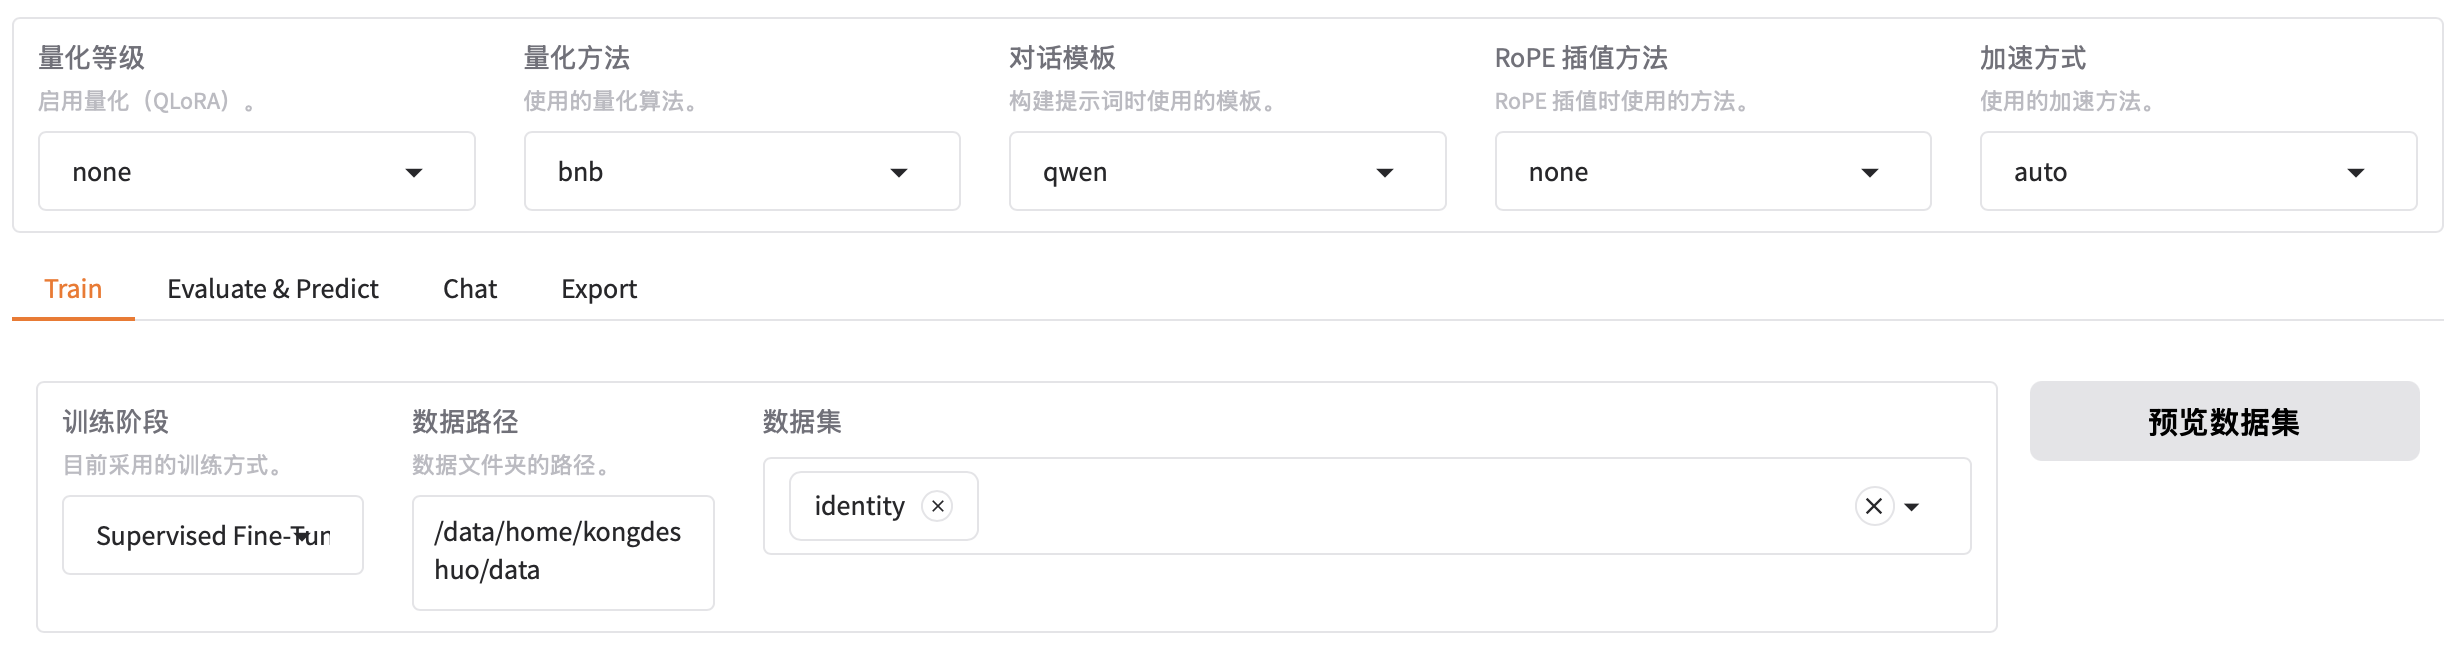 量化等级
启用量化（QLoRA）。
none
量化方法
使用的量化算法。
bnb
对话模板
构建提示词时使用的模板。
qwen
RoPE 插值方法
RoPE 插值时使用的方法。
none
加速方式
使用的加速方法。
auto
Train
Evaluate & Predict
Chat
Export
训练阶段
目前采用的训练方式。
Supervised Fine-Tun
数据路径
数据文件夹的路径。
/data/home/kongdes
huo/data
数据集
identity
预览数据集